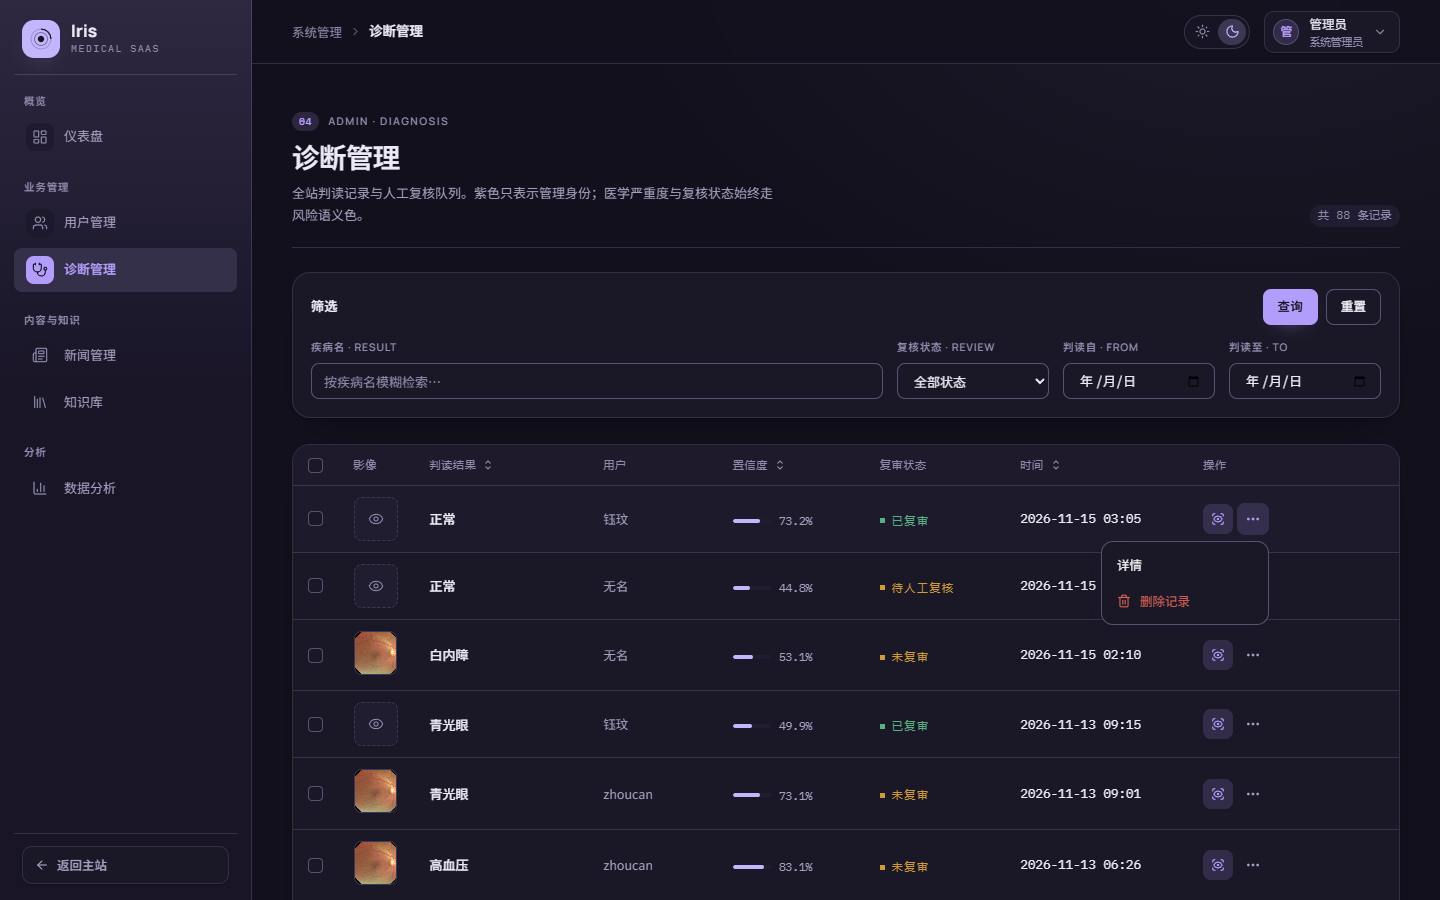 Iris
MEDICAL SAAS
概览
仪表盘
业务管理
用户管理
诊断管理
内容与知识
新闻管理
知识库
分析
数据分析
返回主站
系统管理
诊断管理
管
管理员
系统管理员
04 ADMIN · DIAGNOSIS
诊断管理
全站判读记录与人工复核队列。紫色只表示管理身份；医学严重度与复核状态始终走
风险语义色。
共 88 条记录
筛选
查询
重置
疾病名 · RESULT
复核状态 · REVIEW
判读自 · FROM
判读至 · TO
按疾病名模糊检索…
全部状态
年 /月/日
年 /月/日
影像 判读结果 用户 置信度 复审状态 时间 操作
正常 钰玟 73.2% 已复审 2026-11-15 03:05
详情
删除记录
正常 无名 44.8% 待人工复核 2026-11-15
白内障 无名 53.1% 未复审 2026-11-15 02:10
青光眼 钰玟 49.9% 已复审 2026-11-13 09:15
青光眼 zhoucan 73.1% 未复审 2026-11-13 09:01
高血压 zhoucan 83.1% 未复审 2026-11-13 06:26